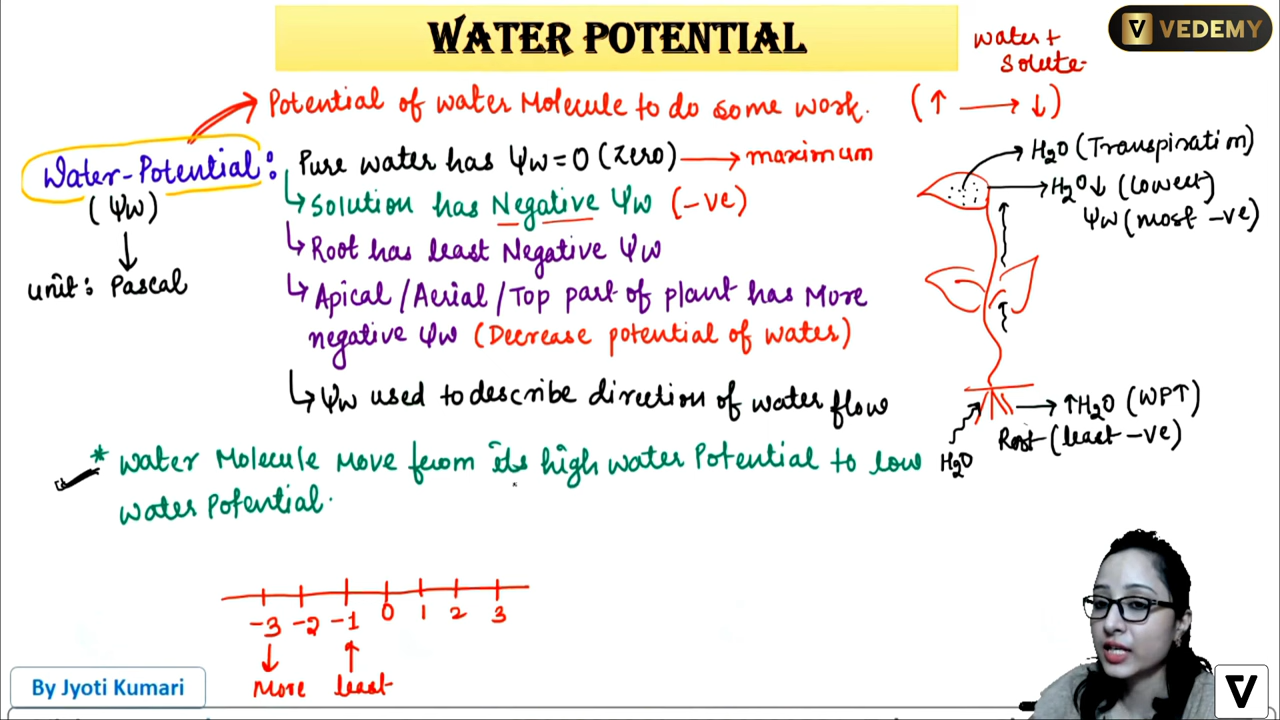 WATER POTENTIAL
VEDEMY
water +
Solute
Potential of water Molecule to do some work. (↑ → ↓)
Water-Potential:
(Ψw)
unit: Pascal
Pure water has Ψw = 0 (Zero) → maximum
Solution has Negative Ψw (-ve)
Root has least Negative Ψw
Apical / Aerial / Top part of plant has More
negative Ψw (Decrease potential of water)
Ψw used to describe direction of water flow
* Water Molecule Move from its high water Potential to low
water Potential.
H₂O (Transpiration)
H₂O↓ (lowest)
Ψw (most -ve)
↑H₂O (WP↑)
Root (least -ve)
H₂O
-3 -2 -1 0 1 2 3
More least
By Jyoti Kumari